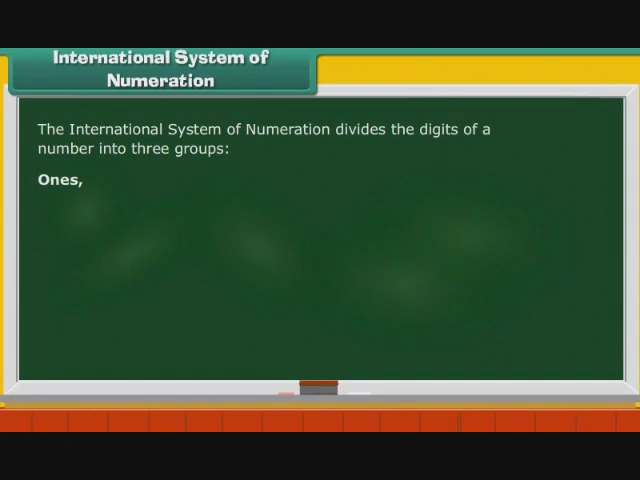 International System of
Numeration
The International System of Numeration divides the digits of a
number into three groups:
Ones,